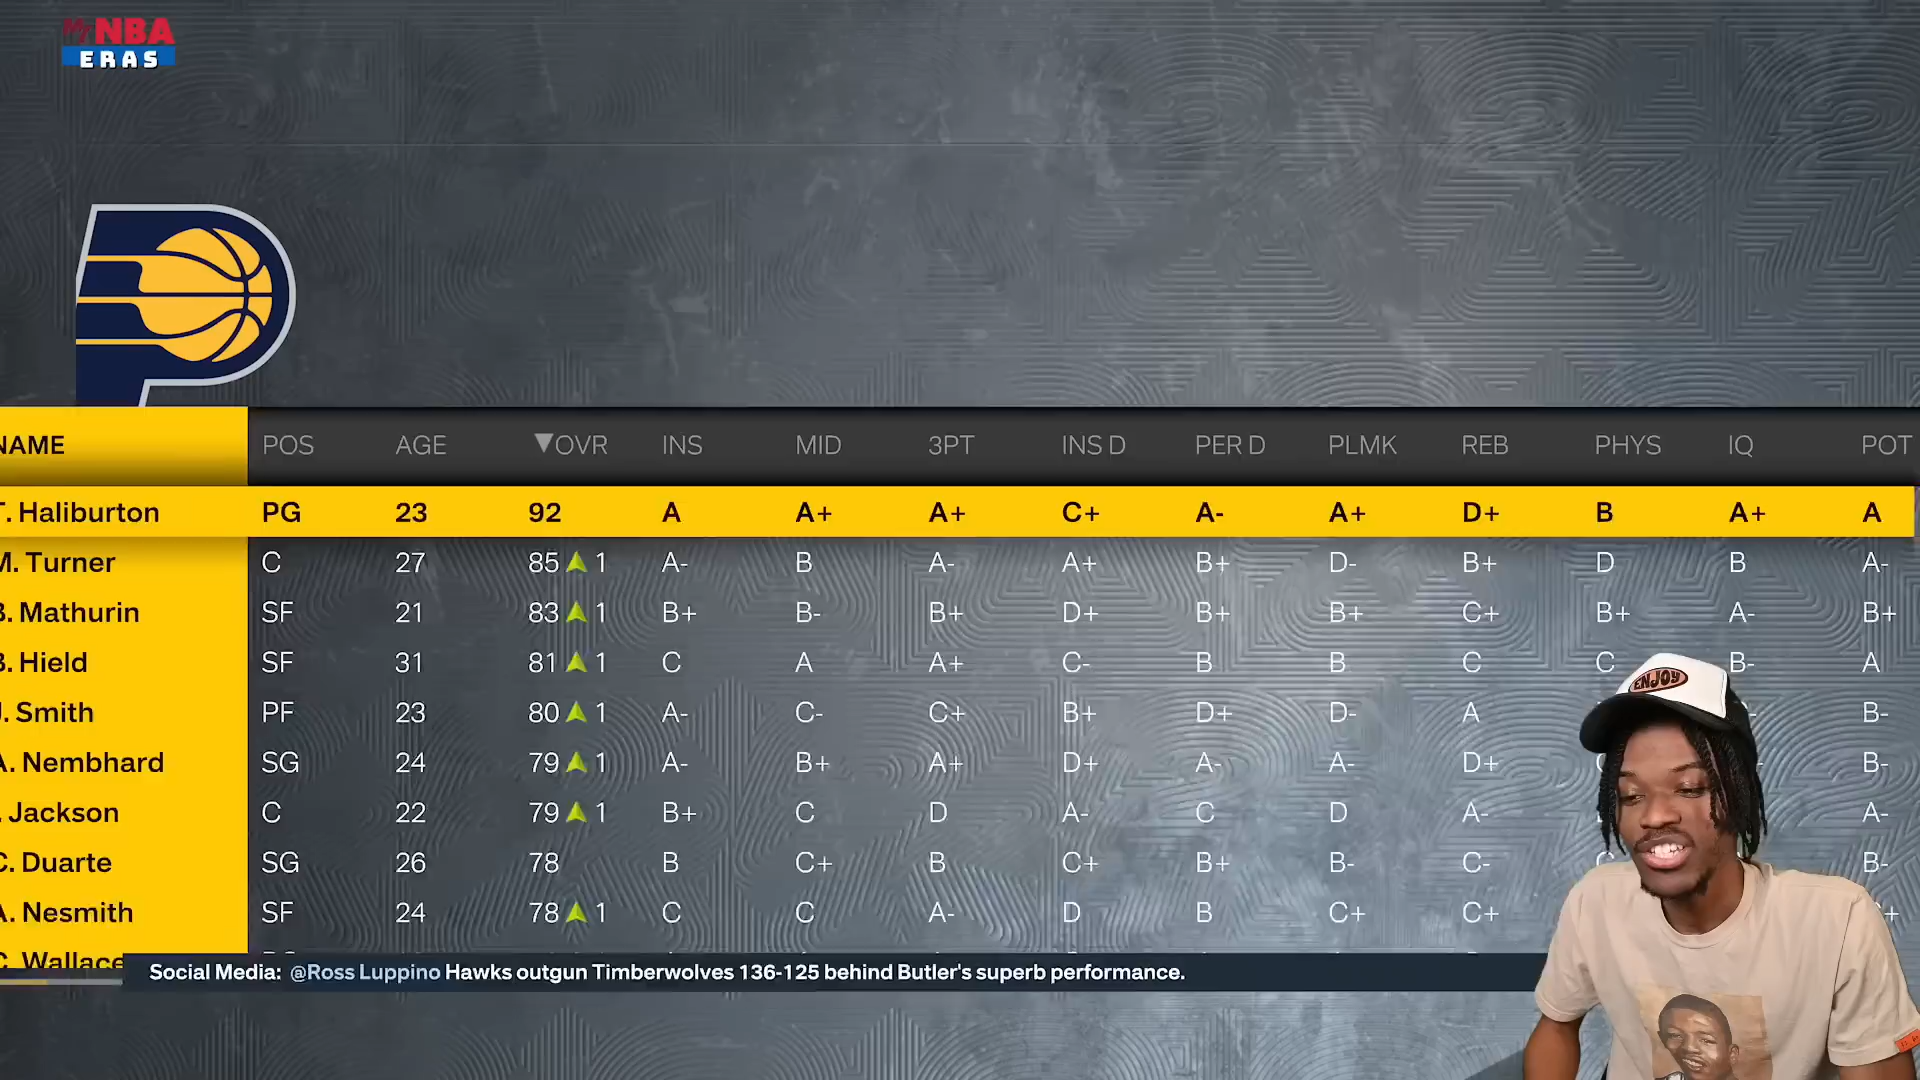 My NBA
ERAS
NAME POS AGE ▼OVR INS MID 3PT INS D PER D PLMK REB PHYS IQ POT
T. Haliburton PG 23 92 A A+ A+ C+ A- A+ D+ B A+ A
M. Turner C 27 85 ▲ 1 A- B A- A+ B+ D- B+ D B A-
B. Mathurin SF 21 83 ▲ 1 B+ B- B+ D+ B+ B+ C+ B+ A- B+
B. Hield SF 31 81 ▲ 1 C A A+ C- B B C C B- A
J. Smith PF 23 80 ▲ 1 A- C- C+ B+ D+ D- A B-
A. Nembhard SG 24 79 ▲ 1 A- B+ A+ D+ A- A- D+ B-
. Jackson C 22 79 ▲ 1 B+ C D A- C D A- A-
C. Duarte SG 26 78 B C+ B C+ B+ B- C- B-
A. Nesmith SF 24 78 ▲ 1 C C A- D B C+ C+
C. Wallace
Social Media: @Ross Luppino Hawks outgun Timberwolves 136-125 behind Butler's superb performance.
ENJOY